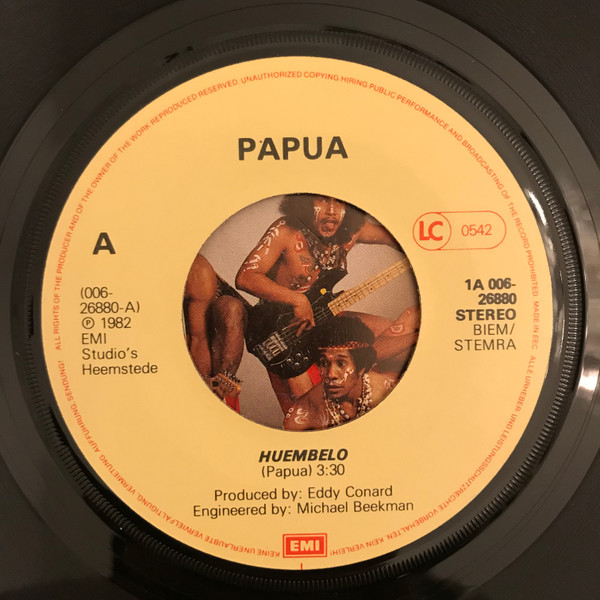 PAPUA
A
LC 0542
(006-
26880-A)
℗ 1982
EMI
Studio's
Heemstede
1A 006-
26880
STEREO
BIEM/
STEMRA
HUEMBELO
(Papua) 3:30
Produced by: Eddy Conard
Engineered by: Michael Beekman
EMI
ALL RIGHTS OF THE PRODUCER AND OF THE OWNER OF THE WORK REPRODUCED RESERVED. UNAUTHORIZED COPYING HIRING PUBLIC PERFORMANCE AND BROADCASTING OF THE RECORD PROHIBITED MADE IN EEC
ALLE URHEBER UND LEISTUNGSSCHUTZRECHTE VORBEHALTEN KEIN VERLEIH! KEINE UNERLAUBTE VERVIELFÄLTIGUNG, VERMIETUNG, AUFFÜHRUNG, SENDUNG!